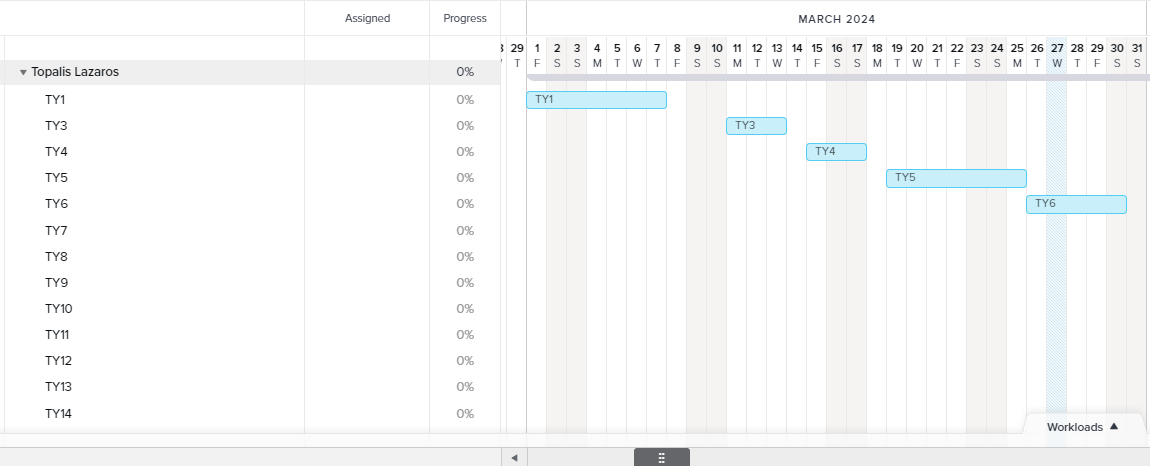 Assigned Progress MARCH 2024
29 1 2 3 4 5 6 7 8 9 10 11 12 13 14 15 16 17 18 19 20 21 22 23 24 25 26 27 28 29 30 31
T F S S M T W T F S S M T W T F S S M T W T F S S M T W T F S S
Topalis Lazaros 0%
TY1 0% TY1
TY3 0% TY3
TY4 0% TY4
TY5 0% TY5
TY6 0% TY6
TY7 0%
TY8 0%
TY9 0%
TY10 0%
TY11 0%
TY12 0%
TY13 0%
TY14 0%
Workloads